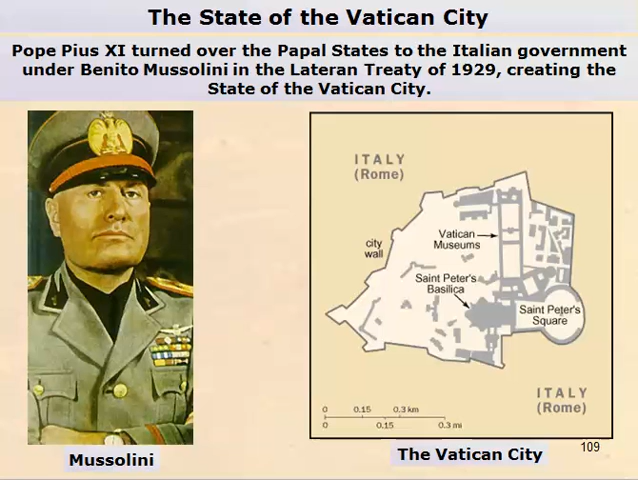 The State of the Vatican City
Pope Pius XI turned over the Papal States to the Italian government
under Benito Mussolini in the Lateran Treaty of 1929, creating the
State of the Vatican City.
ITALY
(Rome)
city
wall
Vatican
Museums
Saint Peter's
Basilica
Saint Peter's
Square
ITALY
(Rome)
0 0.15 0.3 km
0 0.15 0.3 mi
Mussolini
The Vatican City
109